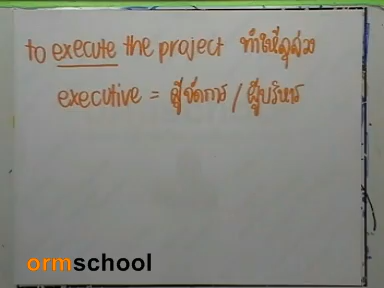 to execute the project ทำให้ลุล่วง
executive = ผู้จัดการ / ผู้บริหาร
ormschool